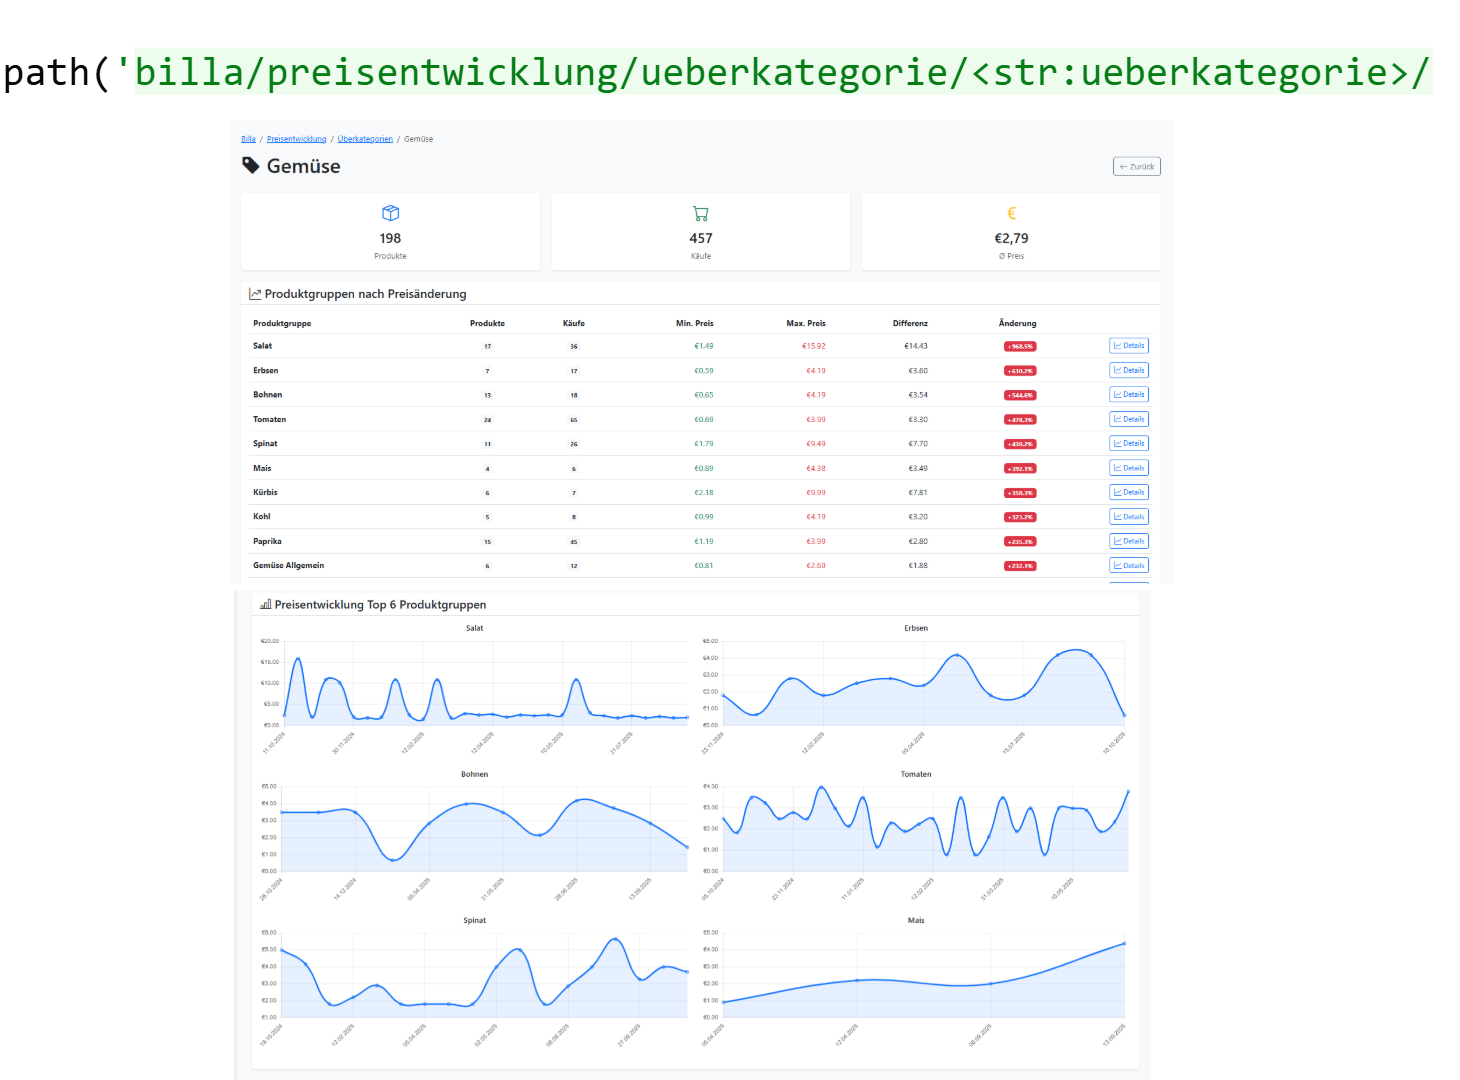 path('billa/preisentwicklung/ueberkategorie/<str:ueberkategorie>/
Billa / Preisentwicklung / Überkategorien / Gemüse
Gemüse
← Zurück
198 457 €2,79
Produkte Käufe Ø Preis
Produktgruppen nach Preisänderung
Produktgruppe Produkte Käufe Min. Preis Max. Preis Differenz Änderung
Salat 17 36 €1.49 €15.92 €14.43 +968.5% Details
Erbsen 7 17 €0.59 €4.19 €3.60 +610.2% Details
Bohnen 13 18 €0.65 €4.19 €3.54 +544.6% Details
Tomaten 24 65 €0.69 €3.99 €3.30 +478.3% Details
Spinat 11 26 €1.79 €9.49 €7.70 +430.2% Details
Mais 4 6 €0.89 €4.38 €3.49 +392.1% Details
Kürbis 6 7 €2.18 €9.99 €7.81 +358.3% Details
Kohl 5 8 €0.99 €4.19 €3.20 +323.2% Details
Paprika 15 45 €1.19 €3.99 €2.80 +235.3% Details
Gemüse Allgemein 6 12 €0.81 €2.69 €1.88 +232.1% Details
Preisentwicklung Top 6 Produktgruppen
Salat
€20.00
€15.00
€10.00
€5.00
€0.00
11.10.2024 30.11.2024 12.02.2025 12.04.2025 10.05.2025 31.07.2025
Erbsen
€5.00
€4.00
€3.00
€2.00
€1.00
€0.00
23.11.2024 12.02.2025 05.04.2025 15.07.2025 10.10.2025
Bohnen
€5.00
€4.00
€3.00
€2.00
€1.00
€0.00
28.10.2024 14.12.2024 05.04.2025 31.05.2025 28.06.2025 13.09.2025
Tomaten
€4.00
€3.00
€2.00
€1.00
€0.00
05.10.2024 23.11.2024 11.01.2025 12.02.2025 31.03.2025 10.05.2025
Spinat
€6.00
€5.00
€4.00
€3.00
€2.00
€1.00
19.10.2024 12.02.2025 05.04.2025 02.05.2025 08.08.2025 27.09.2025
Mais
€5.00
€4.00
€3.00
€2.00
€1.00
€0.00
05.04.2025 12.04.2025 06.09.2025 13.09.2025